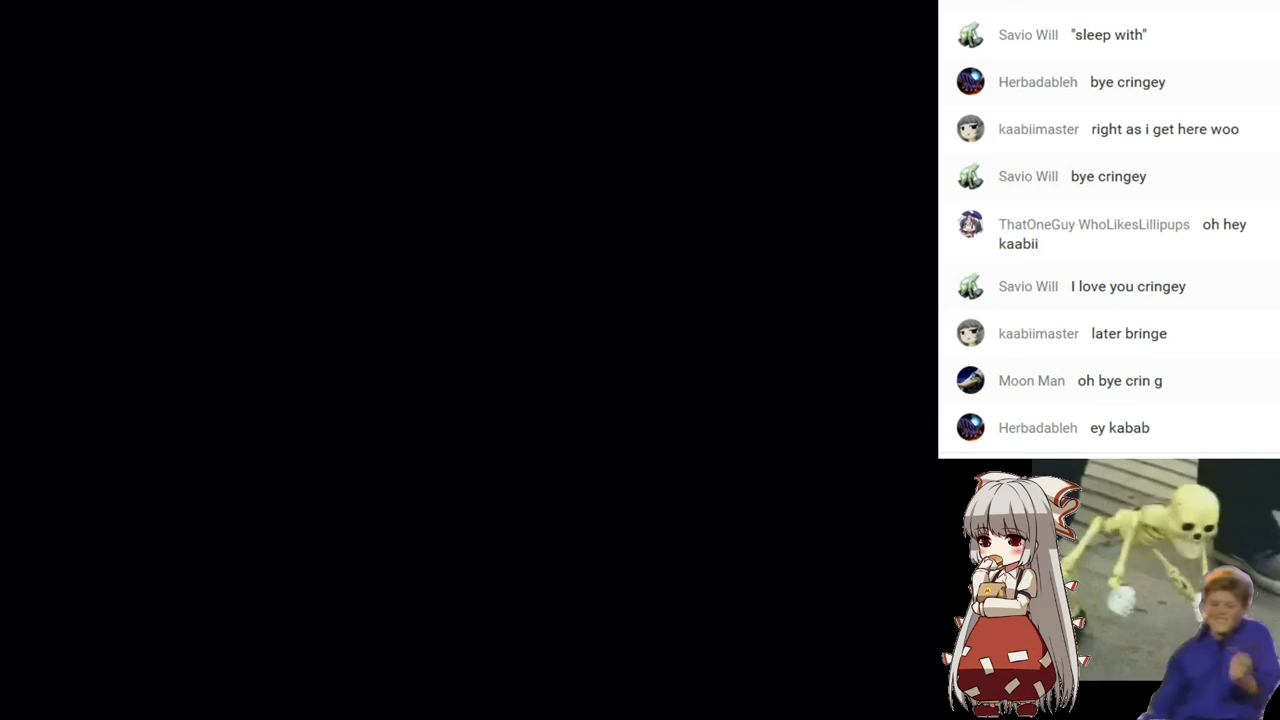 Savio Will "sleep with"
Herbadableh bye cringey
kaabiimaster right as i get here woo
Savio Will bye cringey
ThatOneGuy WhoLikesLillipups oh hey
kaabii
Savio Will I love you cringey
kaabiimaster later bringe
Moon Man oh bye crin g
Herbadableh ey kabab